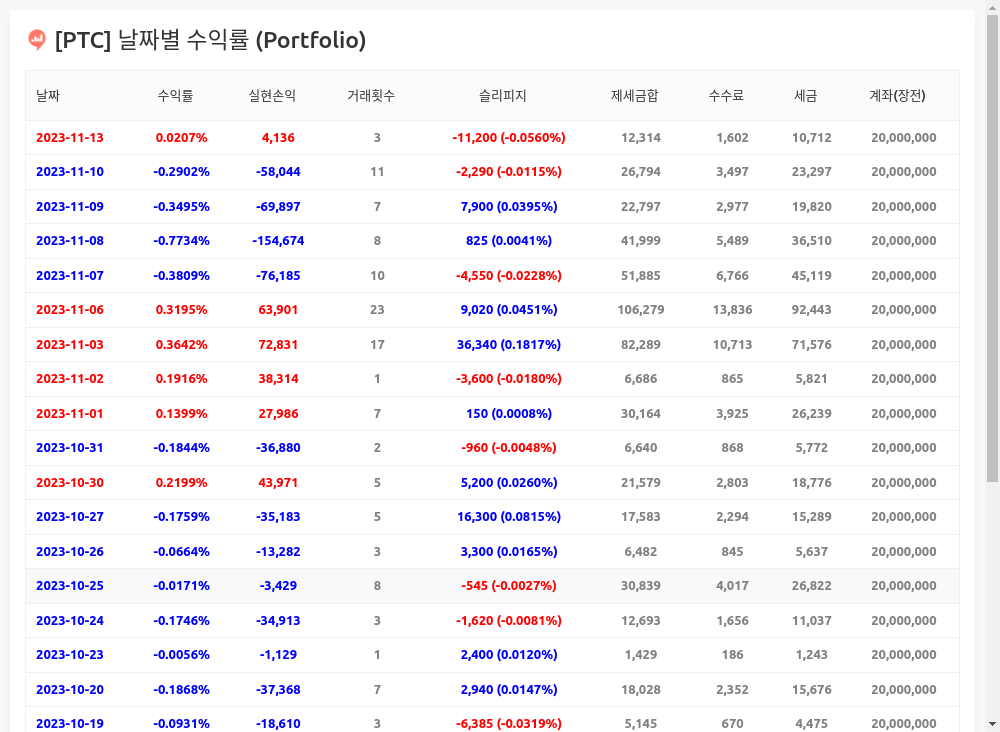 [PTC] 날짜별 수익률 (Portfolio)
날짜 수익률 실현손익 거래횟수 슬리피지 제세금합 수수료 세금 계좌(장전)
2023-11-13 0.0207% 4,136 3 -11,200 (-0.0560%) 12,314 1,602 10,712 20,000,000
2023-11-10 -0.2902% -58,044 11 -2,290 (-0.0115%) 26,794 3,497 23,297 20,000,000
2023-11-09 -0.3495% -69,897 7 7,900 (0.0395%) 22,797 2,977 19,820 20,000,000
2023-11-08 -0.7734% -154,674 8 825 (0.0041%) 41,999 5,489 36,510 20,000,000
2023-11-07 -0.3809% -76,185 10 -4,550 (-0.0228%) 51,885 6,766 45,119 20,000,000
2023-11-06 0.3195% 63,901 23 9,020 (0.0451%) 106,279 13,836 92,443 20,000,000
2023-11-03 0.3642% 72,831 17 36,340 (0.1817%) 82,289 10,713 71,576 20,000,000
2023-11-02 0.1916% 38,314 1 -3,600 (-0.0180%) 6,686 865 5,821 20,000,000
2023-11-01 0.1399% 27,986 7 150 (0.0008%) 30,164 3,925 26,239 20,000,000
2023-10-31 -0.1844% -36,880 2 -960 (-0.0048%) 6,640 868 5,772 20,000,000
2023-10-30 0.2199% 43,971 5 5,200 (0.0260%) 21,579 2,803 18,776 20,000,000
2023-10-27 -0.1759% -35,183 5 16,300 (0.0815%) 17,583 2,294 15,289 20,000,000
2023-10-26 -0.0664% -13,282 3 3,300 (0.0165%) 6,482 845 5,637 20,000,000
2023-10-25 -0.0171% -3,429 8 -545 (-0.0027%) 30,839 4,017 26,822 20,000,000
2023-10-24 -0.1746% -34,913 3 -1,620 (-0.0081%) 12,693 1,656 11,037 20,000,000
2023-10-23 -0.0056% -1,129 1 2,400 (0.0120%) 1,429 186 1,243 20,000,000
2023-10-20 -0.1868% -37,368 7 2,940 (0.0147%) 18,028 2,352 15,676 20,000,000
2023-10-19 -0.0931% -18,610 3 -6,385 (-0.0319%) 5,145 670 4,475 20,000,000